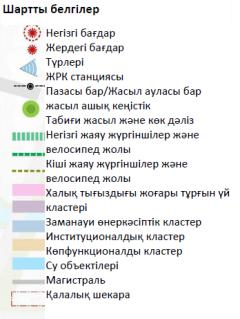 Шартты белгілер
Негізгі бағдар
Жердегі бағдар
Түрлері
ЖРК станциясы
Пазасы бар/Жасыл ауласы бар
жасыл ашық кеңістік
Табиғи жасыл және көк дәліз
Негізгі жаяу жүргіншілер және
велосипед жолы
Кіші жаяу жүргіншілер және
велосипед жолы
Халық тығыздығы жоғары тұрғын үй
кластері
Заманауи өнеркәсіптік кластер
Институционалдық кластер
Көпфункционалды кластер
Су объектілері
Магистраль
Қалалық шекара